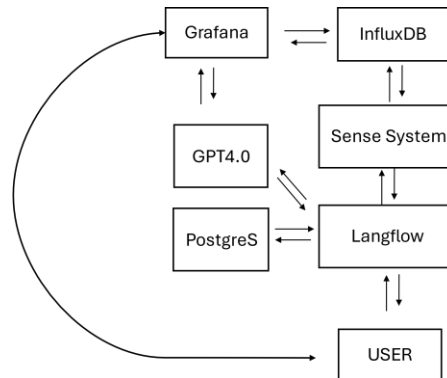 Grafana
InfluxDB
Sense System
GPT4.0
PostgreS
Langflow
USER